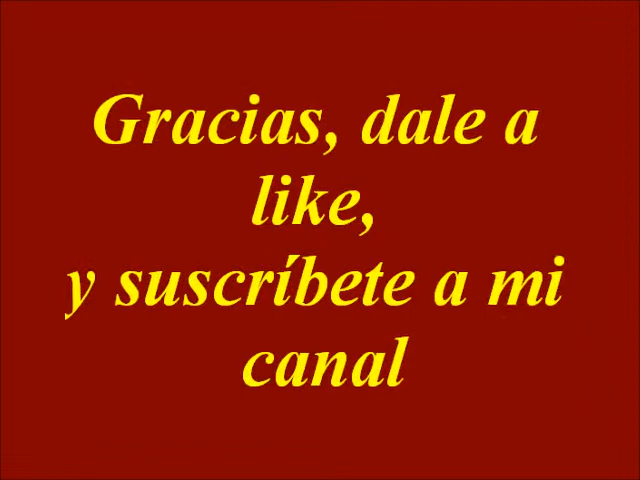 Gracias, dale a
like,
y suscríbete a mi
canal